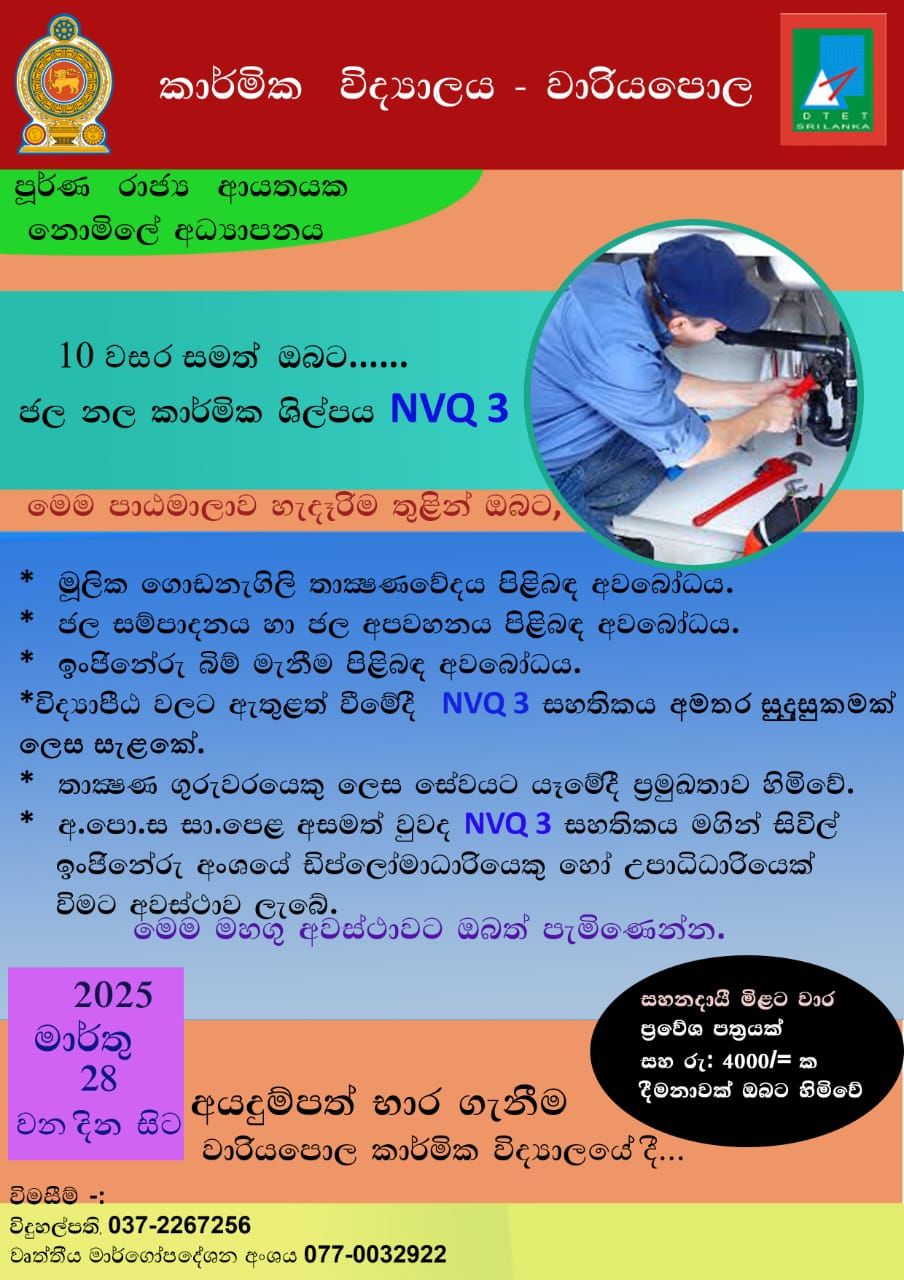 කාර්මික විද්‍යාලය - වාරියපොල
D T E T
SRI LANKA
පූර්ණ රාජ්‍ය ආයතයක
නොමිලේ අධ්‍යාපනය
10 වසර සමත් ඔබට......
ජල නල කාර්මික ශිල්පය NVQ 3
මෙම පාඨමාලාව හැදෑරිම තුළින් ඔබට,
* මූලික ගොඩනැගිලි තාක්‍ෂණවේදය පිළිබඳ අවබෝධය.
* ජල සම්පාදනය හා ජල අපවහනය පිළිබඳ අවබෝධය.
* ඉංජිනේරු බිම් මැනීම පිළිබඳ අවබෝධය.
*විද්‍යාපීඨ වලට ඇතුළත් වීමේදී NVQ 3 සහතිකය අමතර සුදුසුකමක්
ලෙස සැළකේ.
* තාක්‍ෂණ ගුරුවරයෙකු ලෙස සේවයට යෑමේදී ප්‍රමුඛතාව හිමිවේ.
* අ.පො.ස සා.පෙළ අසමත් වුවද NVQ 3 සහතිකය මගින් සිවිල්
ඉංජිනේරු අංශයේ ඩිප්ලෝමාධාරියෙකු හෝ උපාධිධාරියෙක්
විමට අවස්ථාව ලැබේ.
මෙම මහගු අවස්ථාවට ඔබත් පැමිණෙන්න.
2025
මාර්තු
28
වන දින සිට
සහනදායී මිළට වාර
ප්‍රවේශ පත්‍රයක්
සහ රු: 4000/= ක
දීමනාවක් ඔබට හිමිවේ
අයදුම්පත් භාර ගැනීම
වාරියපොල කාර්මික විද්‍යාලයේ දී...
විමසීම් -:
විදුහල්පති, 037-2267256
වෘත්තීය මාර්ගෝපදේශන අංශය 077-0032922